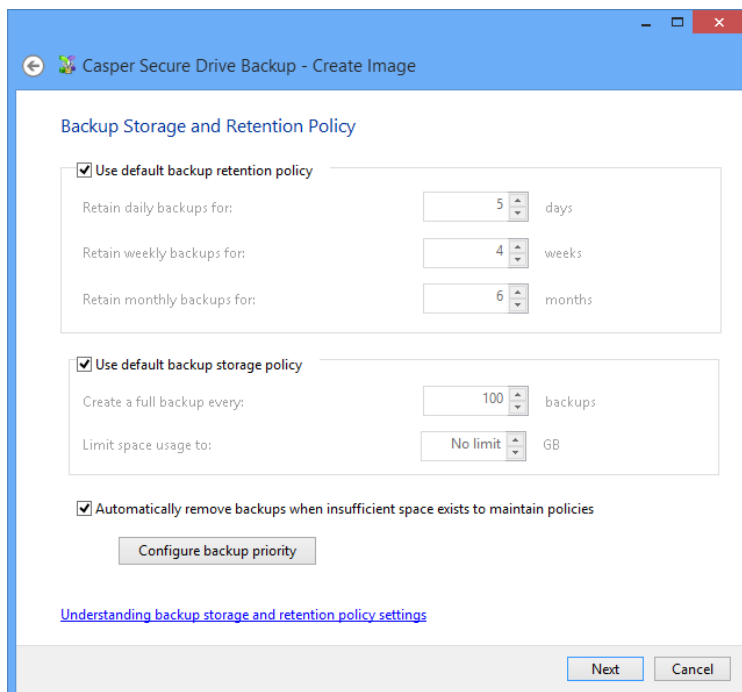 Casper Secure Drive Backup - Create Image
Backup Storage and Retention Policy
Use default backup retention policy
Retain daily backups for: 5 days
Retain weekly backups for: 4 weeks
Retain monthly backups for: 6 months
Use default backup storage policy
Create a full backup every: 100 backups
Limit space usage to: No limit GB
Automatically remove backups when insufficient space exists to maintain policies
Configure backup priority
Understanding backup storage and retention policy settings
Next Cancel